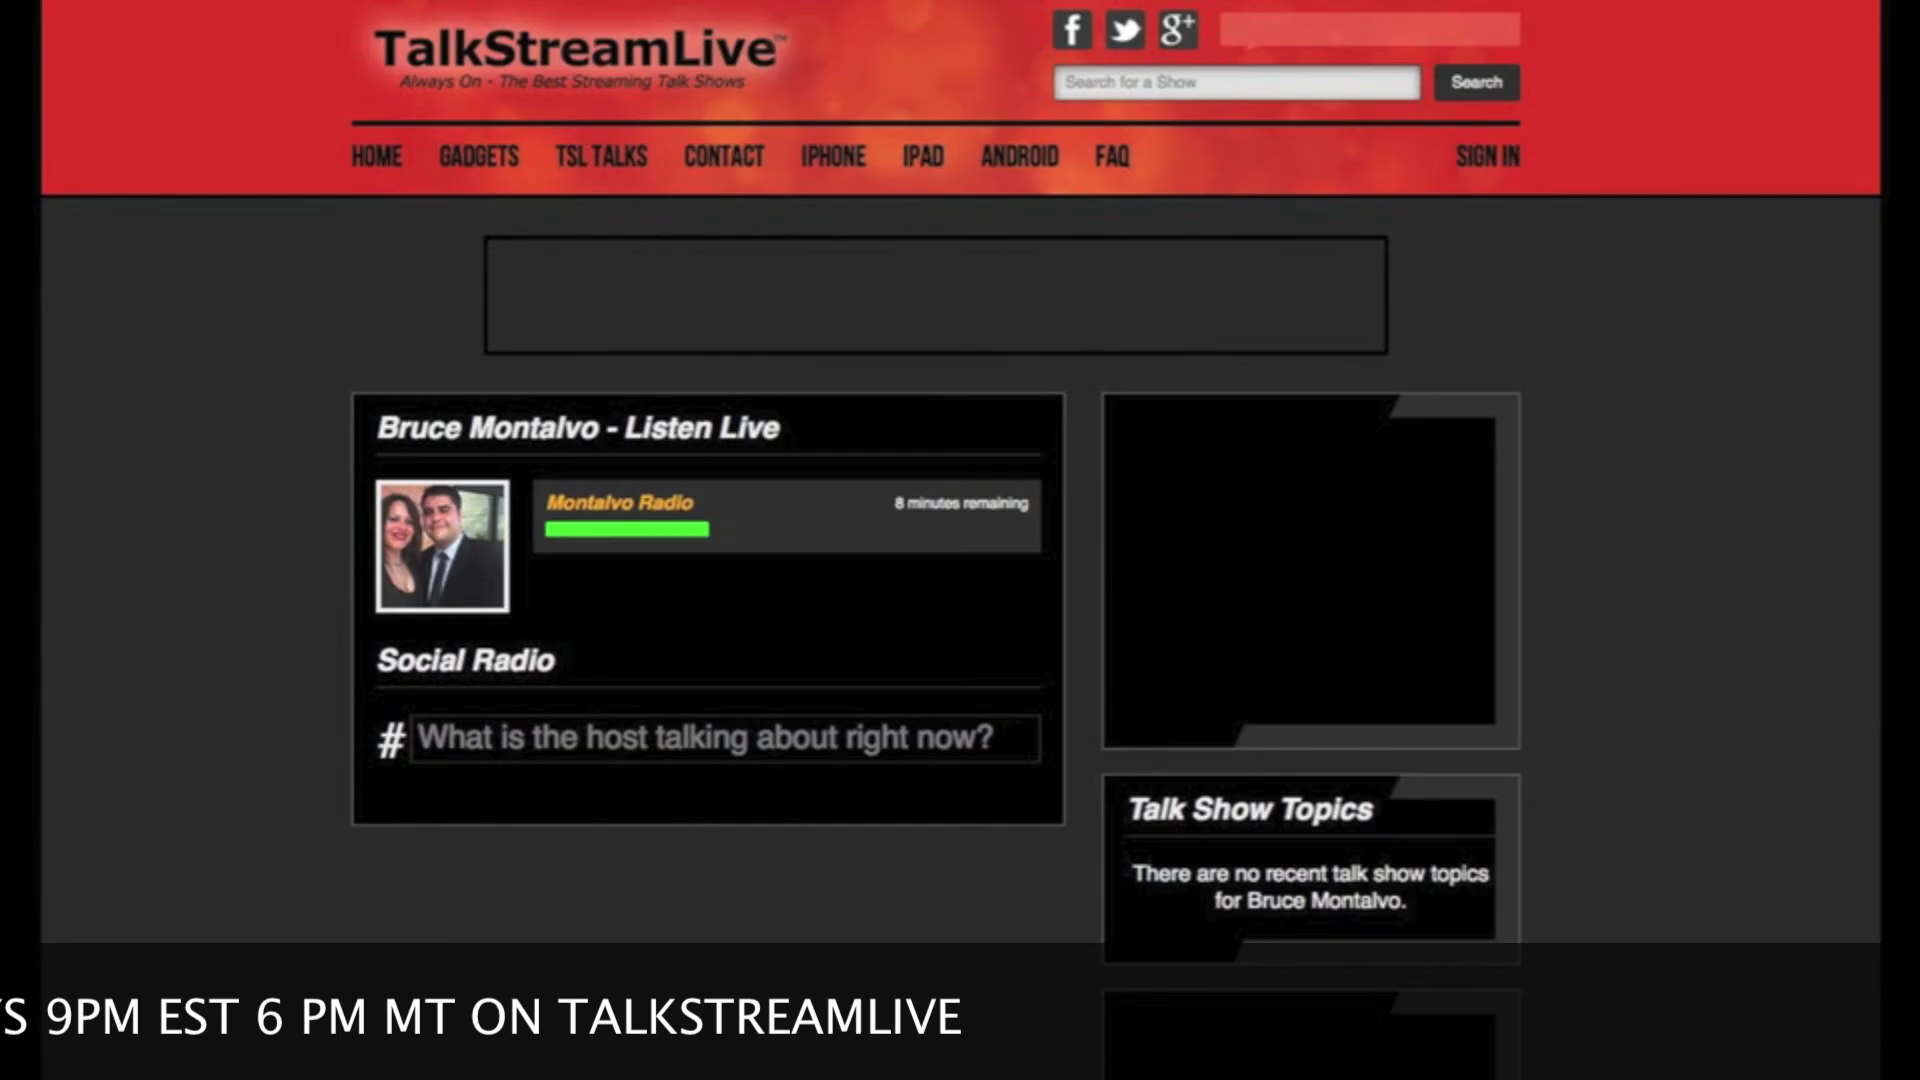 TalkStreamLive™
Always On - The Best Streaming Talk Shows
f g+
Search for a Show
Search
HOME GADGETS TSL TALKS CONTACT IPHONE IPAD ANDROID FAQ SIGN IN
Bruce Montalvo - Listen Live
Montalvo Radio
8 minutes remaining
Social Radio
# What is the host talking about right now?
Talk Show Topics
There are no recent talk show topics
for Bruce Montalvo.
S 9PM EST 6 PM MT ON TALKSTREAMLIVE